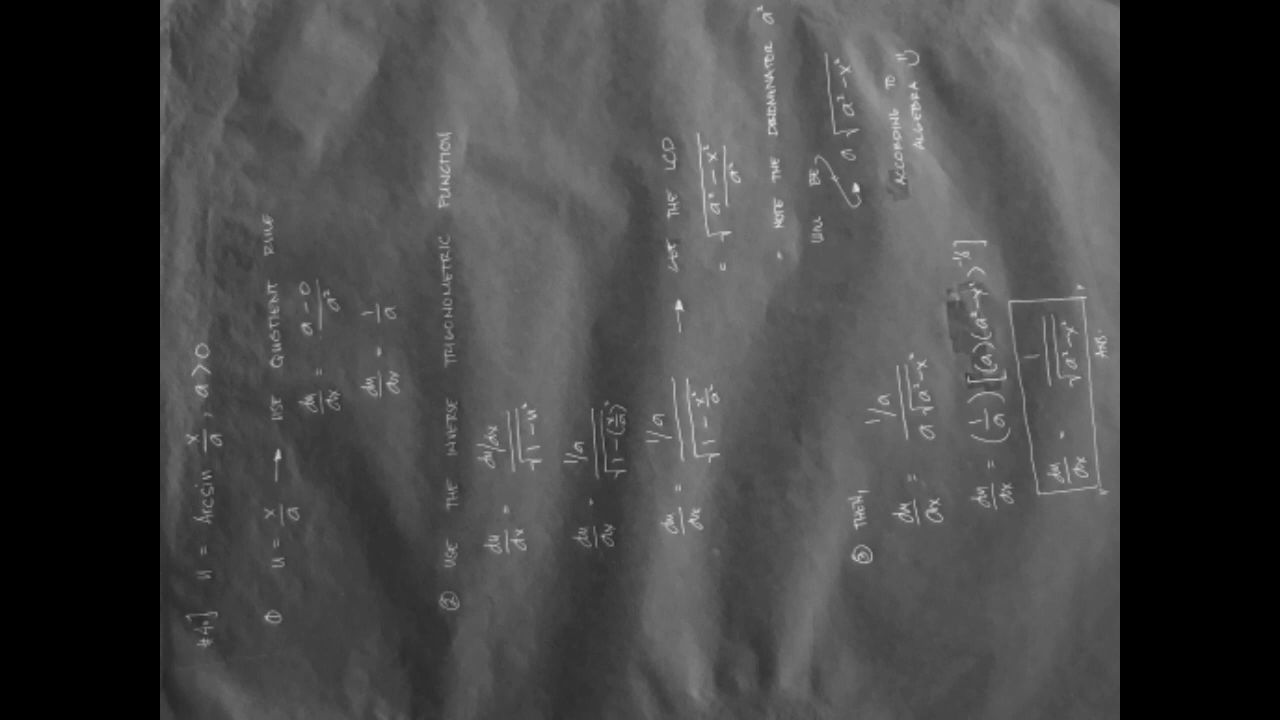 #4.] y = Arcsin x/a, a > 0
① u = x/a → USE QUOTIENT RULE
du/dx = a - 0/a²
du/dx = 1/a
② USE THE INVERSE TRIGONOMETRIC FUNCTION
dy/dx = du/dx/√1-u²
dy/dx = 1/a/√1-(x/a)²
dy/dx = 1/a/√1 - x²/a² → GET THE LCD
= √a² - x²/a²
* NOTE THE DENOMINATOR a²
WILL BE
a √a² - x²
ACCORDING TO
ALGEBRA
③ THEN,
dy/dx = 1/a/a√a²-x²
dy/dx = (1/a)[(a)(a²-x²)^-1/2]
dy/dx = 1/√a²-x²
ANS.